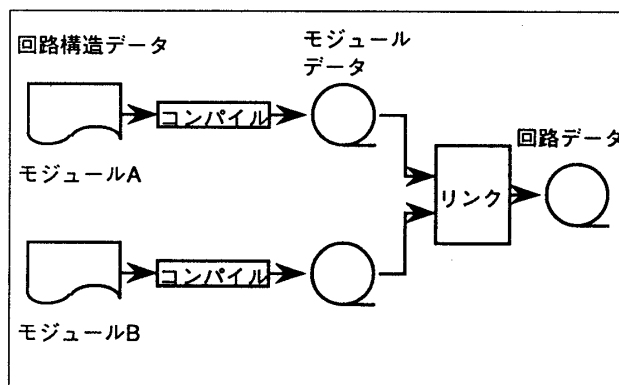 回路構造データ
モジュール
データ
コンパイル
モジュールA
回路データ
リンク
コンパイル
モジュールB